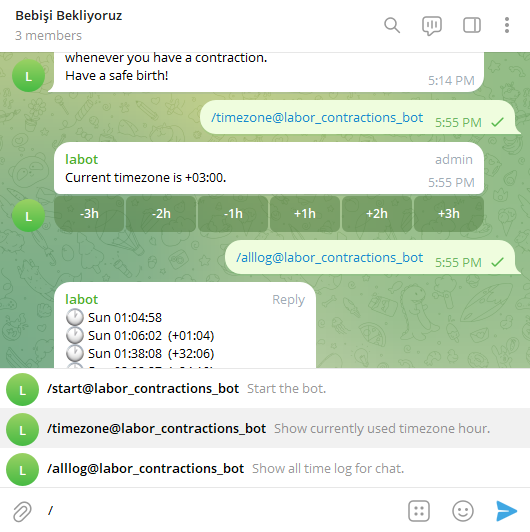 Bebişi Bekliyoruz
3 members
whenever you have a contraction.
Have a safe birth!
5:14 PM
L
/timezone@labor_contractions_bot 5:55 PM
labot admin
Current timezone is +03:00.
5:55 PM
L
-3h -2h -1h +1h +2h +3h
/alllog@labor_contractions_bot 5:55 PM
labot Reply
Sun 01:04:58
Sun 01:06:02 (+01:04)
Sun 01:38:08 (+32:06)
L /start@labor_contractions_bot Start the bot.
L /timezone@labor_contractions_bot Show currently used timezone hour.
L /alllog@labor_contractions_bot Show all time log for chat.
/